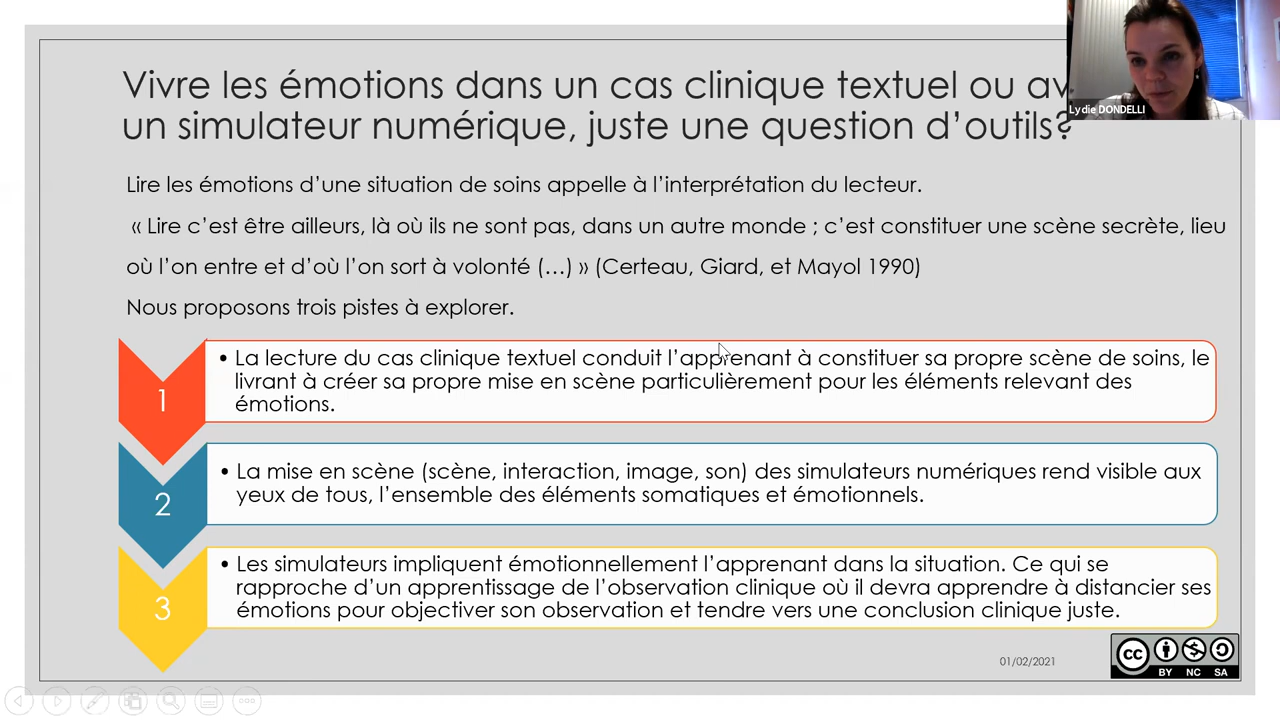 Vivre les émotions dans un cas clinique textuel ou av
un simulateur numérique, juste une question d’outils?
Lydie DONDELLI
Lire les émotions d’une situation de soins appelle à l’interprétation du lecteur.
« Lire c’est être ailleurs, là où ils ne sont pas, dans un autre monde ; c’est constituer une scène secrète, lieu
où l’on entre et d’où l’on sort à volonté (…) » (Certeau, Giard, et Mayol 1990)
Nous proposons trois pistes à explorer.
1
• La lecture du cas clinique textuel conduit l’apprenant à constituer sa propre scène de soins, le
livrant à créer sa propre mise en scène particulièrement pour les éléments relevant des
émotions.
2
• La mise en scène (scène, interaction, image, son) des simulateurs numériques rend visible aux
yeux de tous, l’ensemble des éléments somatiques et émotionnels.
3
• Les simulateurs impliquent émotionnellement l’apprenant dans la situation. Ce qui se
rapproche d’un apprentissage de l’observation clinique où il devra apprendre à distancier ses
émotions pour objectiver son observation et tendre vers une conclusion clinique juste.
01/02/2021
cc
BY NC SA